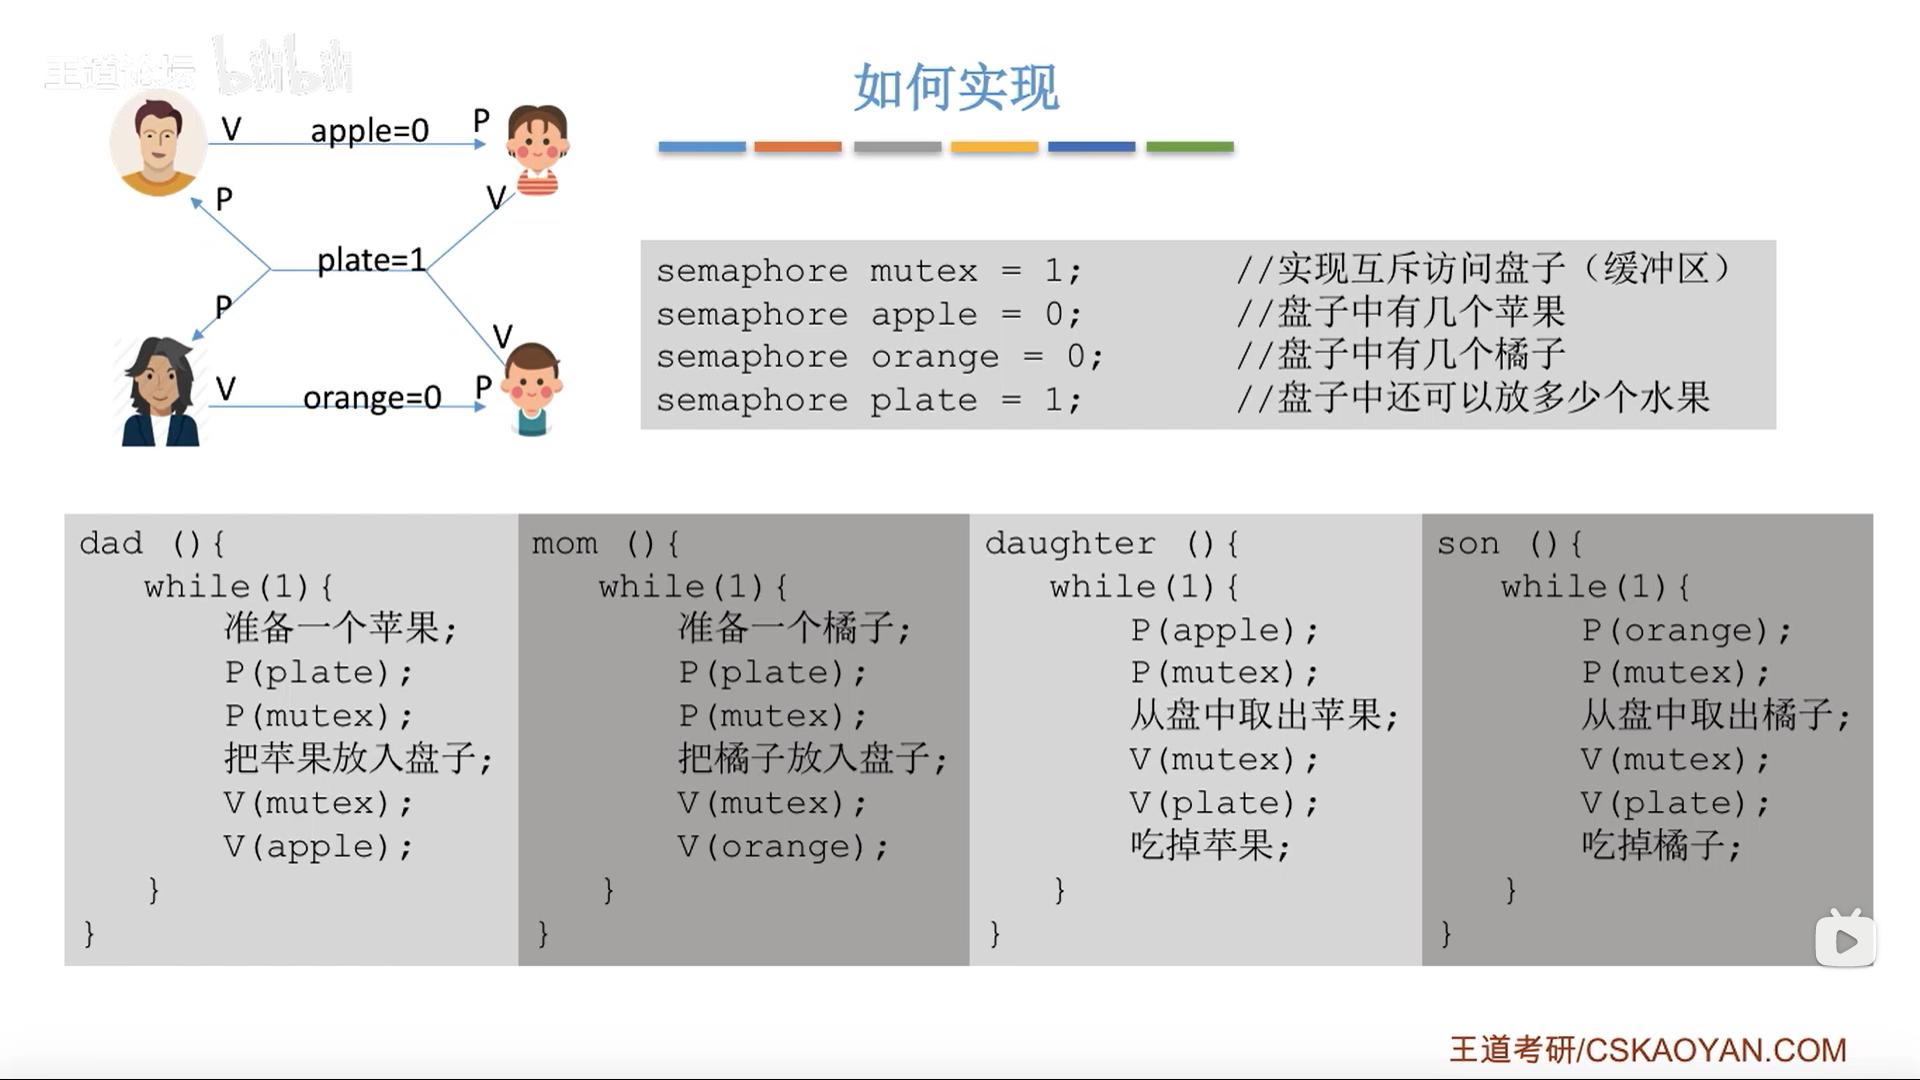 王道论坛 bilibili
如何实现
V apple=0 P
P V
plate=1
P V
V orange=0 P
semaphore mutex = 1; //实现互斥访问盘子（缓冲区）
semaphore apple = 0; //盘子中有几个苹果
semaphore orange = 0; //盘子中有几个橘子
semaphore plate = 1; //盘子中还可以放多少个水果
dad (){
while(1){
准备一个苹果;
P(plate);
P(mutex);
把苹果放入盘子;
V(mutex);
V(apple);
}
}
mom (){
while(1){
准备一个橘子;
P(plate);
P(mutex);
把橘子放入盘子;
V(mutex);
V(orange);
}
}
daughter (){
while(1){
P(apple);
P(mutex);
从盘中取出苹果;
V(mutex);
V(plate);
吃掉苹果;
}
}
son (){
while(1){
P(orange);
P(mutex);
从盘中取出橘子;
V(mutex);
V(plate);
吃掉橘子;
}
}
王道考研/CSKAOYAN.COM